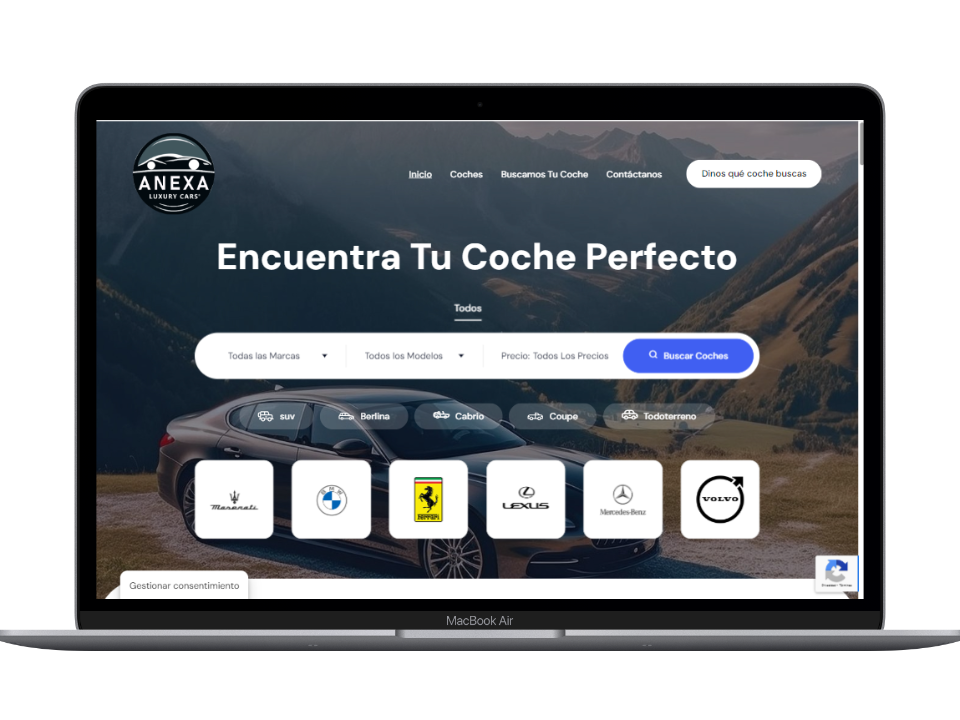 ANEXA
LUXURY CARS
Inicio
Coches
Buscamos Tu Coche
Contáctanos
Dinos qué coche buscas
Encuentra Tu Coche Perfecto
Todos
Todas las Marcas
Todos los Modelos
Precio: Todos Los Precios
Buscar Coches
suv
Berlina
Cabrio
Coupe
Todoterreno
Maserati
BMW
Ferrari
LEXUS
Mercedes-Benz
VOLVO
Gestionar consentimiento
MacBook Air